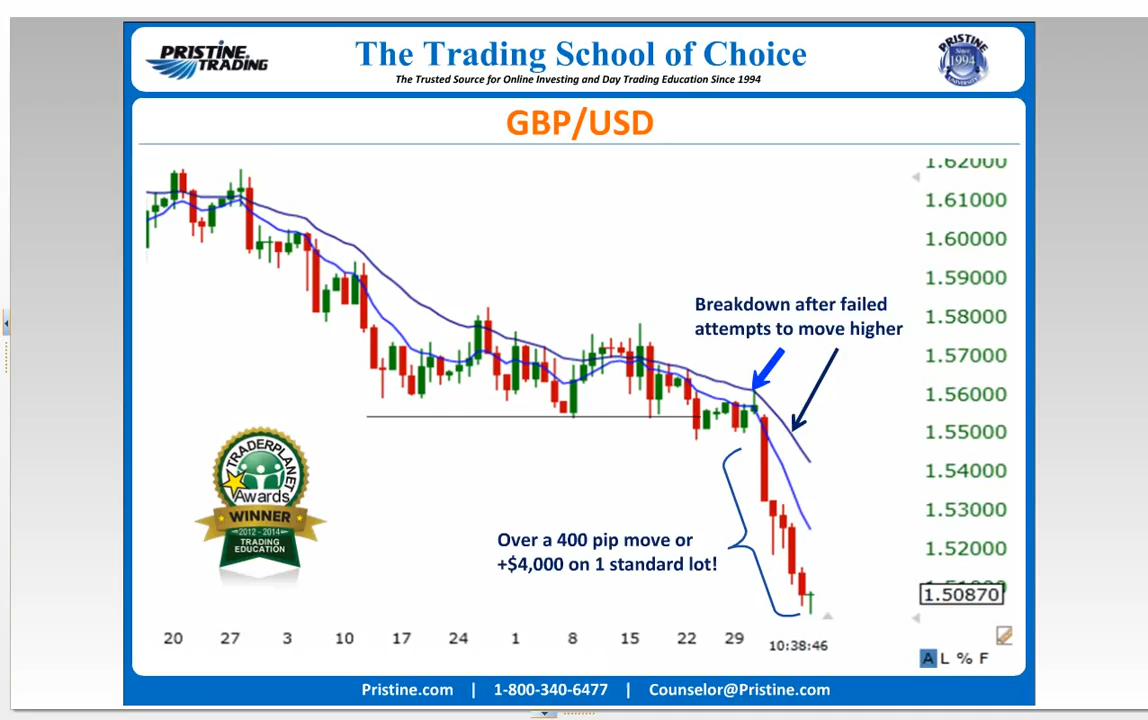 PRISTINE TRADING
The Trading School of Choice
The Trusted Source for Online Investing and Day Trading Education Since 1994
PRISTINE
Since
1994
UNIVERSITY
GBP/USD
1.62000
1.61000
1.60000
1.59000
1.58000
1.57000
1.56000
1.55000
1.54000
1.53000
1.52000
1.51000
1.50870
Breakdown after failed
attempts to move higher
TRADERPLANET
Awards
WINNER
2012 - 2014
TRADING
EDUCATION
Over a 400 pip move or
+$4,000 on 1 standard lot!
20 27 3 10 17 24 1 8 15 22 29 10:38:46
A L % F
Pristine.com | 1-800-340-6477 | Counselor@Pristine.com